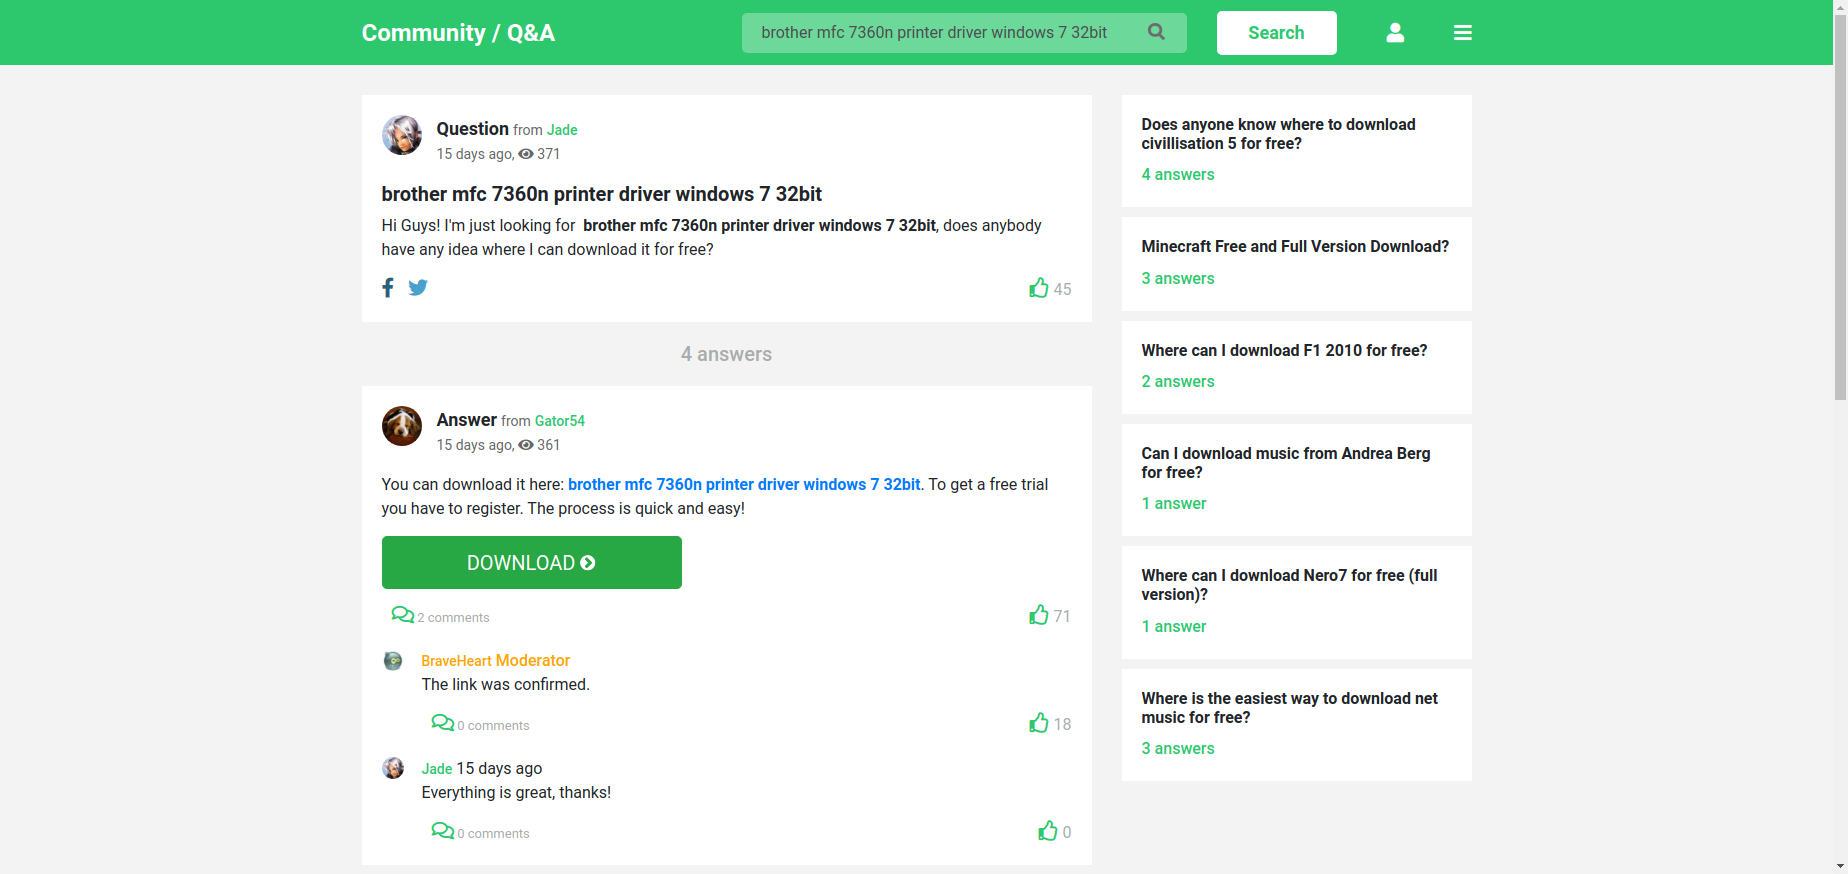 Community / Q&A
brother mfc 7360n printer driver windows 7 32bit
Search
Question from Jade
15 days ago, 371
brother mfc 7360n printer driver windows 7 32bit
Hi Guys! I'm just looking for brother mfc 7360n printer driver windows 7 32bit, does anybody
have any idea where I can download it for free?
45
4 answers
Answer from Gator54
15 days ago, 361
You can download it here: brother mfc 7360n printer driver windows 7 32bit. To get a free trial
you have to register. The process is quick and easy!
DOWNLOAD
2 comments
71
BraveHeart Moderator
The link was confirmed.
0 comments
18
Jade 15 days ago
Everything is great, thanks!
0 comments
0
Does anyone know where to download
civillisation 5 for free?
4 answers
Minecraft Free and Full Version Download?
3 answers
Where can I download F1 2010 for free?
2 answers
Can I download music from Andrea Berg
for free?
1 answer
Where can I download Nero7 for free (full
version)?
1 answer
Where is the easiest way to download net
music for free?
3 answers